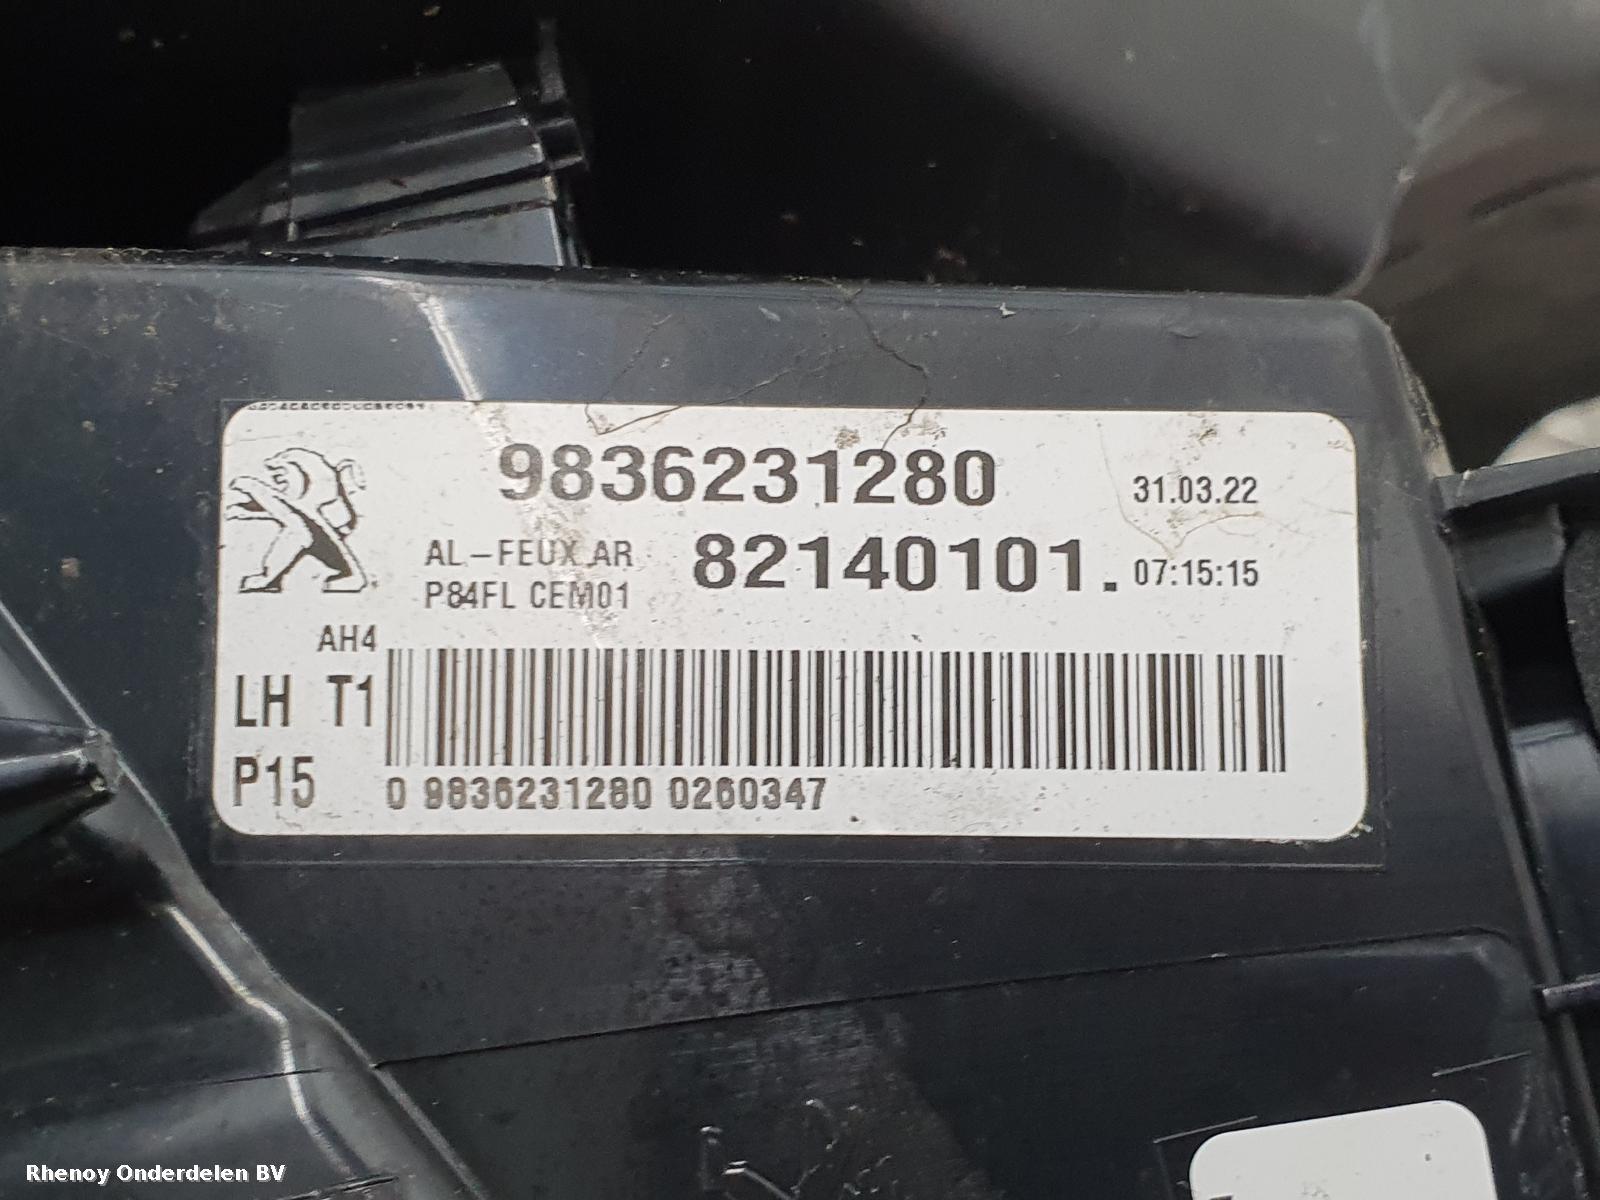 9836231280
31.03.22
AL-FEUX AR
82140101.
07:15:15
P84FL CEM01
AH4
LH T1
P15
0 9836231280 0260347
Rhenoy Onderdelen BV